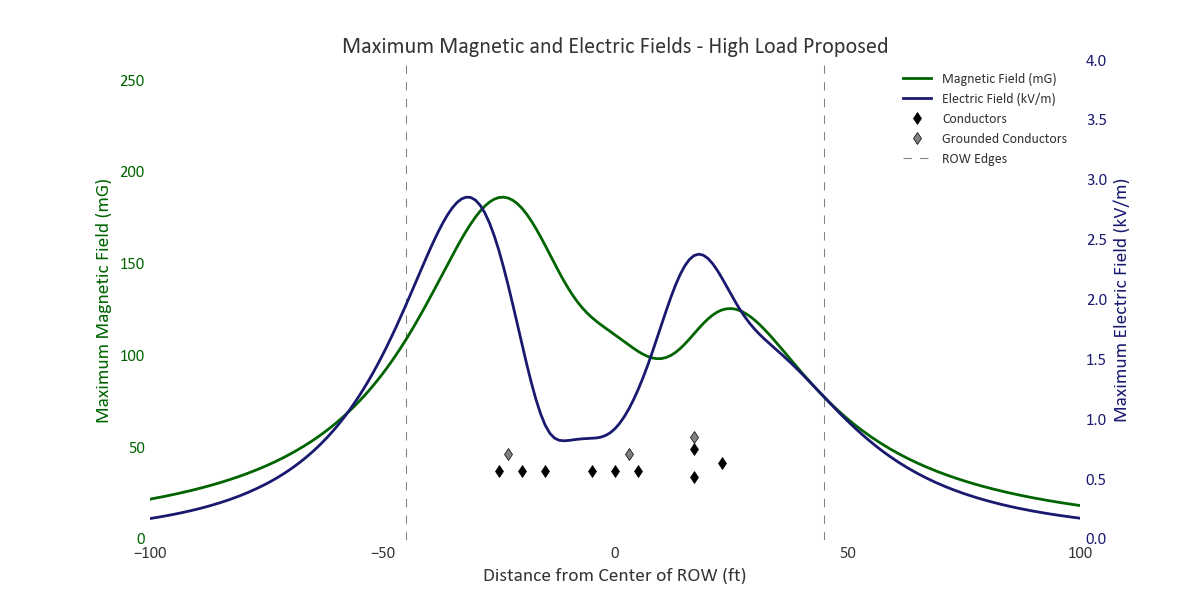 Maximum Magnetic and Electric Fields - High Load Proposed
Magnetic Field (mG)
Electric Field (kV/m)
Conductors
Grounded Conductors
ROW Edges
Maximum Magnetic Field (mG)
250
200
150
100
50
0
4.0
3.5
3.0
2.5
2.0
1.5
1.0
0.5
0.0
Maximum Electric Field (kV/m)
−100 −50 0 50 100
Distance from Center of ROW (ft)